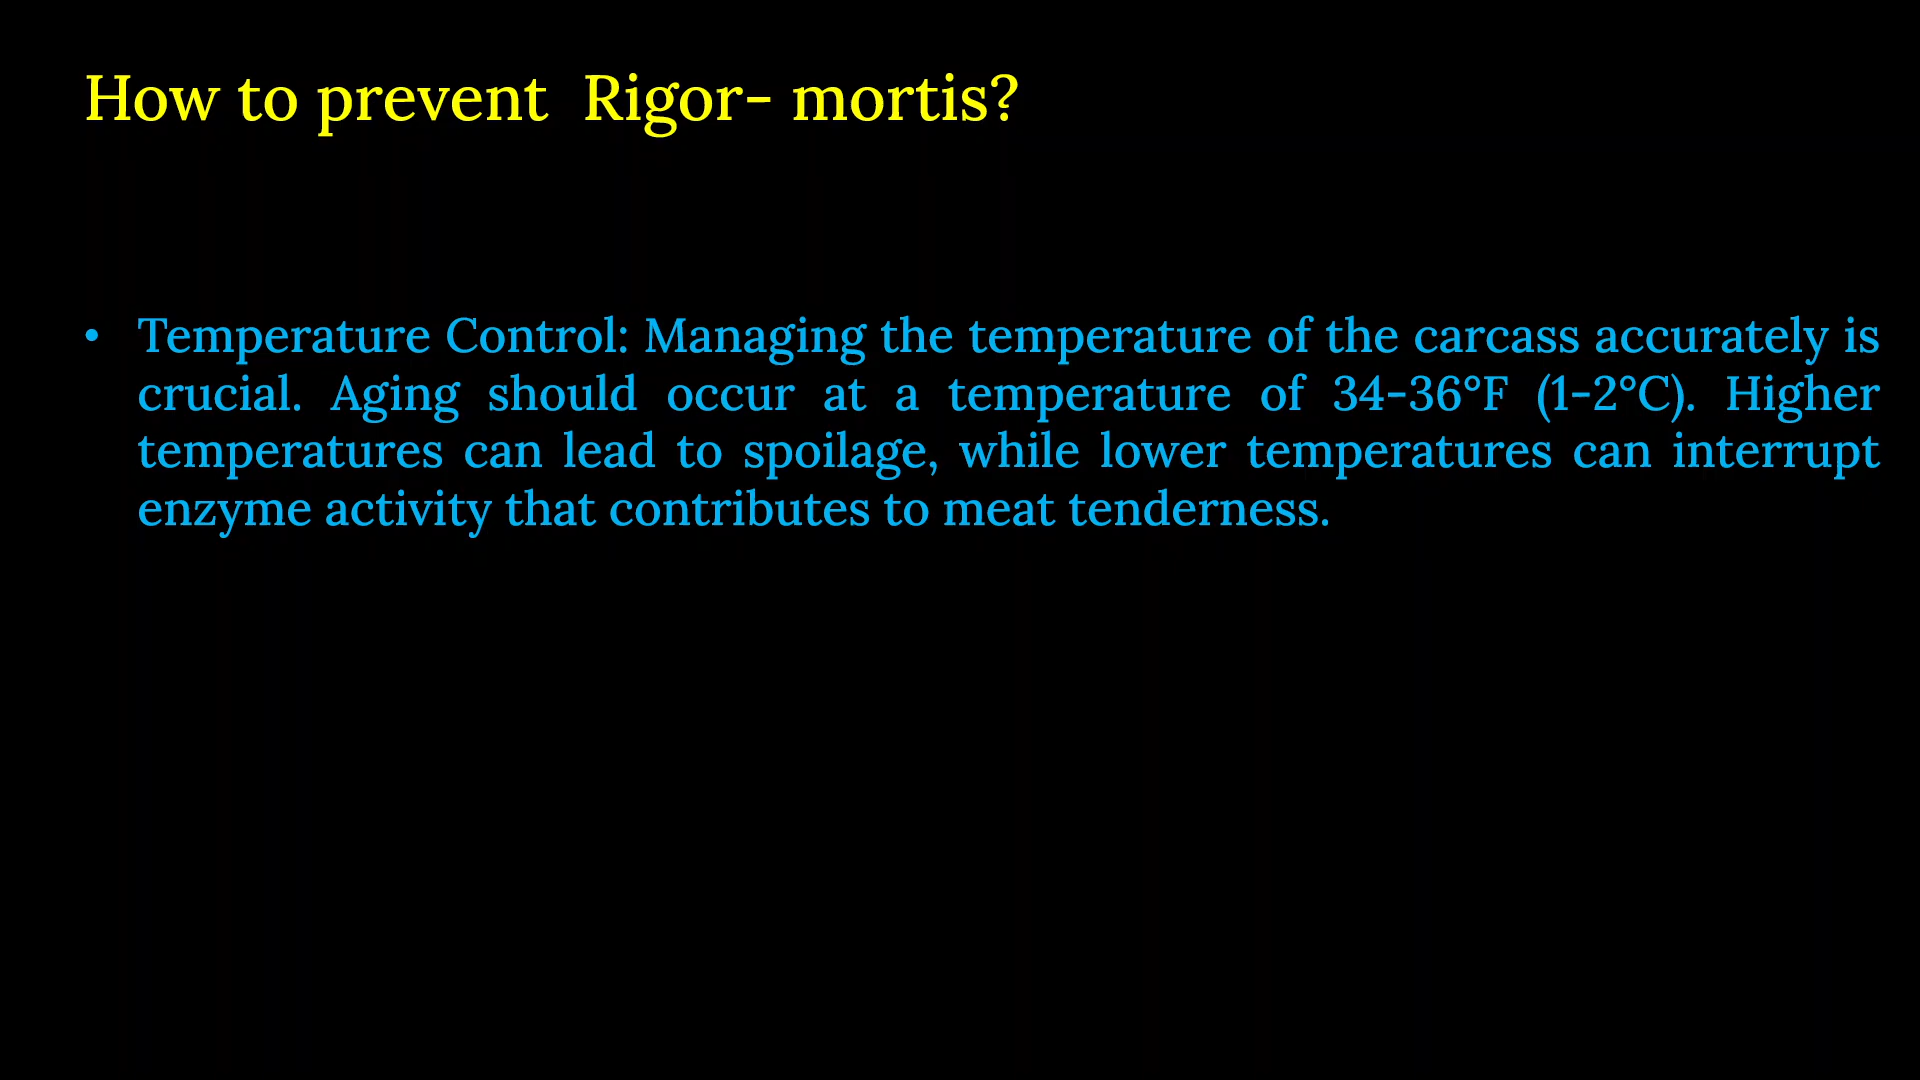 How to prevent  Rigor- mortis?
• Temperature Control: Managing the temperature of the carcass accurately is
crucial. Aging should occur at a temperature of 34-36°F (1-2°C). Higher
temperatures can lead to spoilage, while lower temperatures can interrupt
enzyme activity that contributes to meat tenderness.